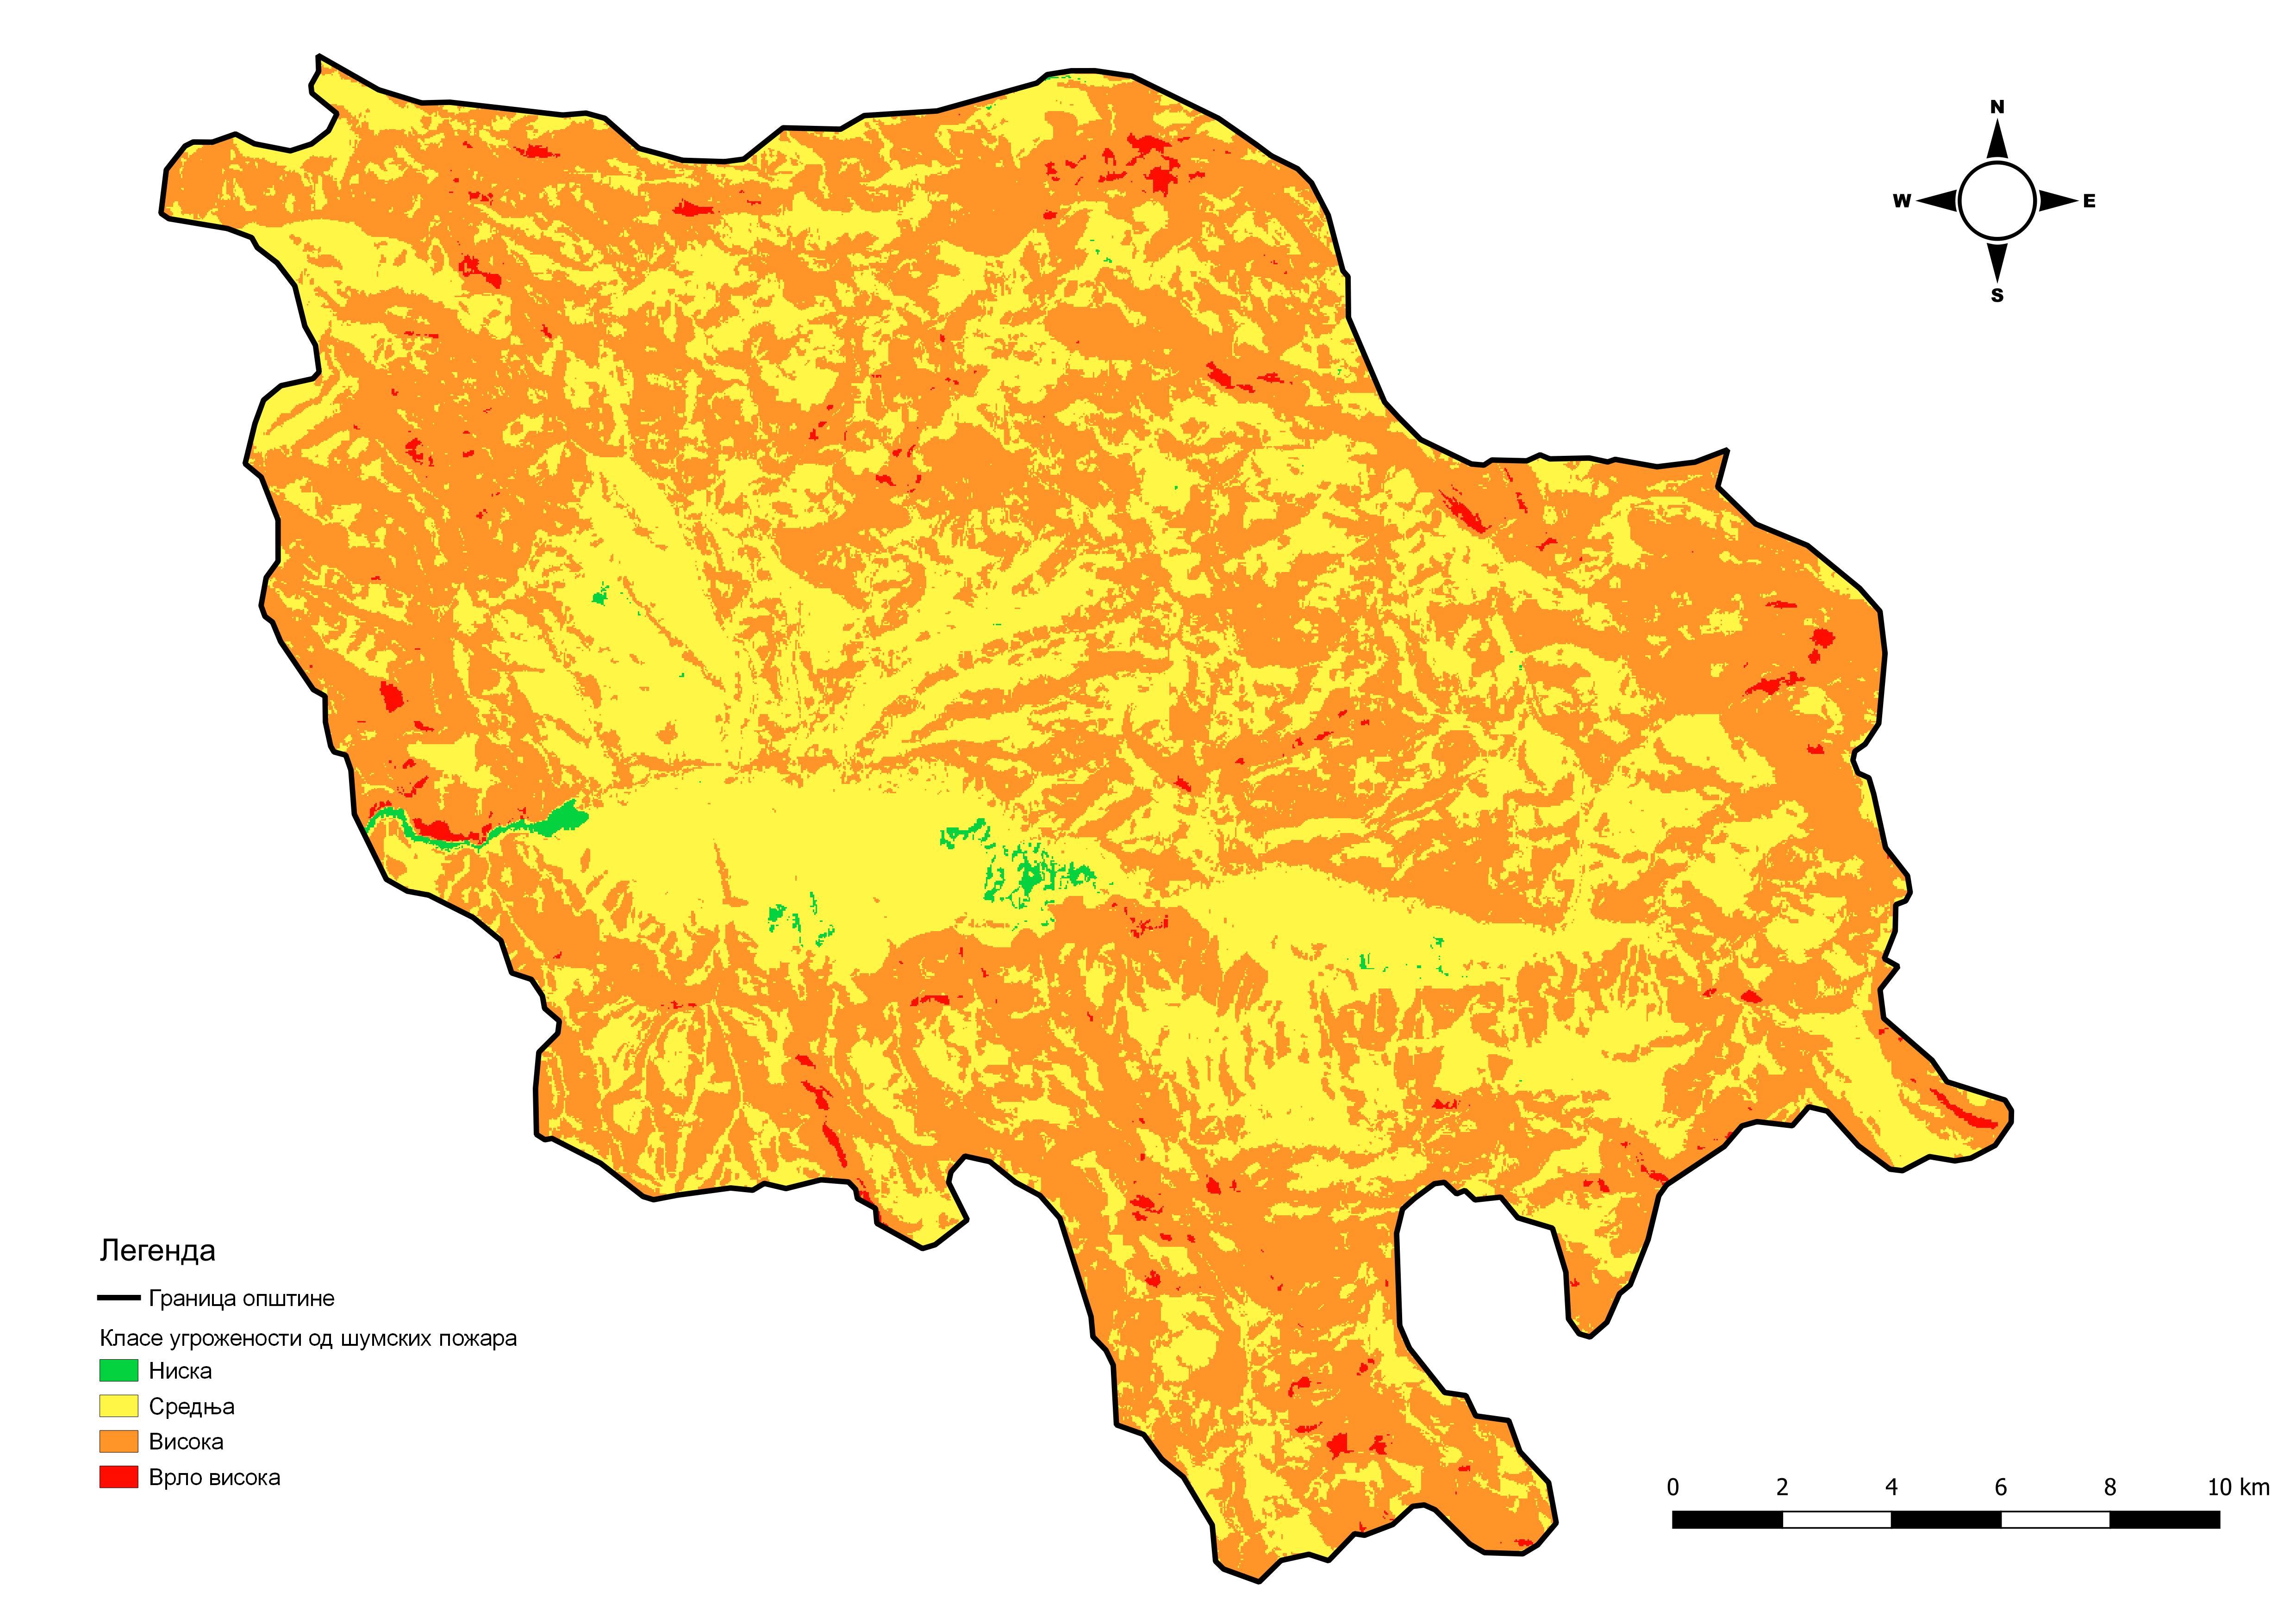 N
W E
S
Легенда
Граница општине
Класе угрожености од шумских пожара
Ниска
Средња
Висока
Врло висока
0 2 4 6 8 10 km